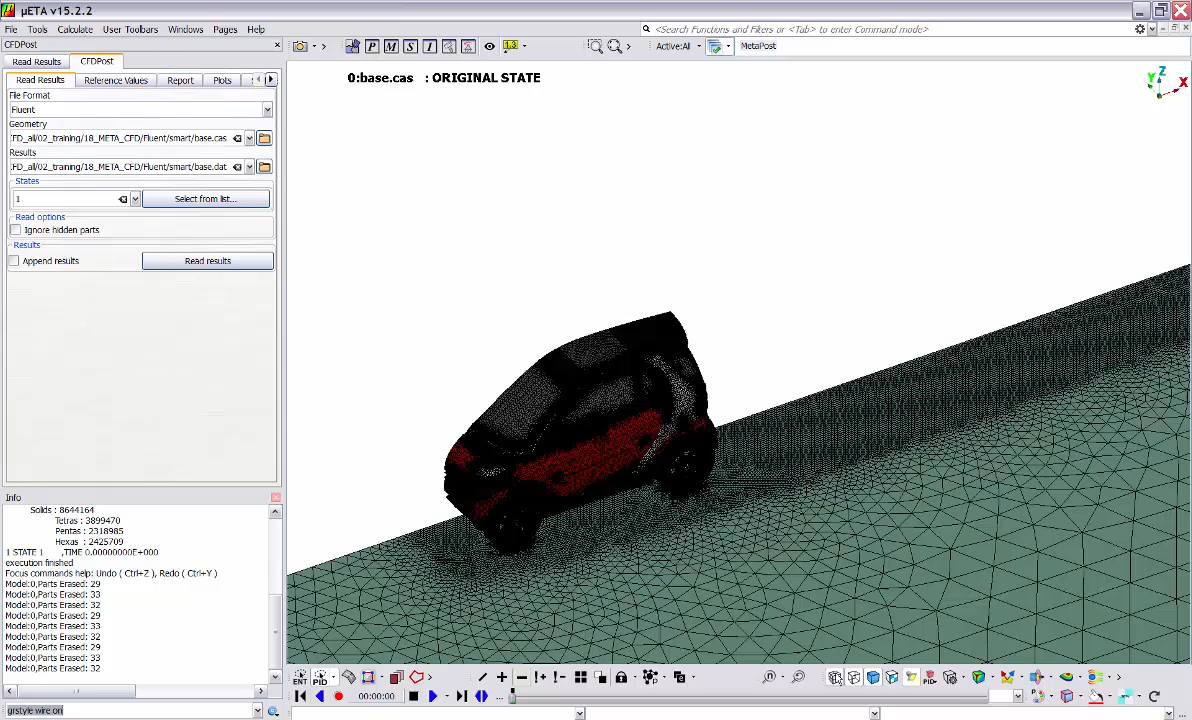 μETA v15.2.2
File Tools Calculate User Toolbars Windows Pages Help
<Search Functions and Filters or <Tab> to enter Command mode>
CFDPost
Active:All
MetaPost
Read Results CFDPost
Read Results Reference Values Report Plots
File Format
Fluent
Geometry
:FD_all/02_training/18_META_CFD/Fluent/smart/base.cas
Results
:FD_all/02_training/18_META_CFD/Fluent/smart/base.dat
States
1 Select from list...
Read options
Ignore hidden parts
Results
Append results Read results
0:base.cas : ORIGINAL STATE
Z
Y
X
Info
Solids : 8644164
Tetras : 3899470
Pentas : 2318985
Hexas : 2425709
1 STATE 1 ,TIME 0.00000000E+000
execution finished
Focus commands help: Undo ( Ctrl+Z ), Redo ( Ctrl+Y )
Model:0,Parts Erased: 29
Model:0,Parts Erased: 33
Model:0,Parts Erased: 32
Model:0,Parts Erased: 29
Model:0,Parts Erased: 33
Model:0,Parts Erased: 32
Model:0,Parts Erased: 29
Model:0,Parts Erased: 33
Model:0,Parts Erased: 32
ENT PID
00:00:00
grstyle wire on